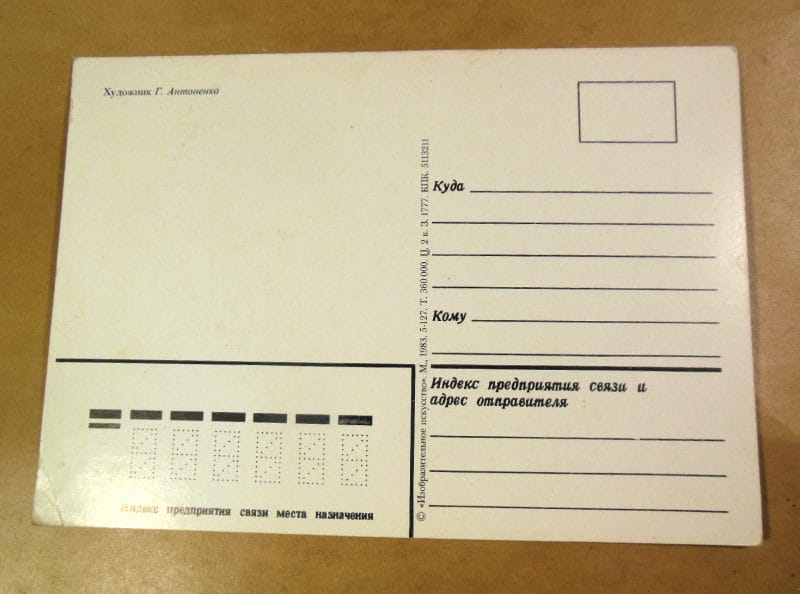 Художник Г. Антоненко
Куда
Кому
© «Изобразительное искусство». М., 1983. 5-127. Т. 360 000. Ц. 2 к. З. 1777. КПК. 5113211
Индекс предприятия связи и
адрес отправителя
Индекс предприятия связи места назначения